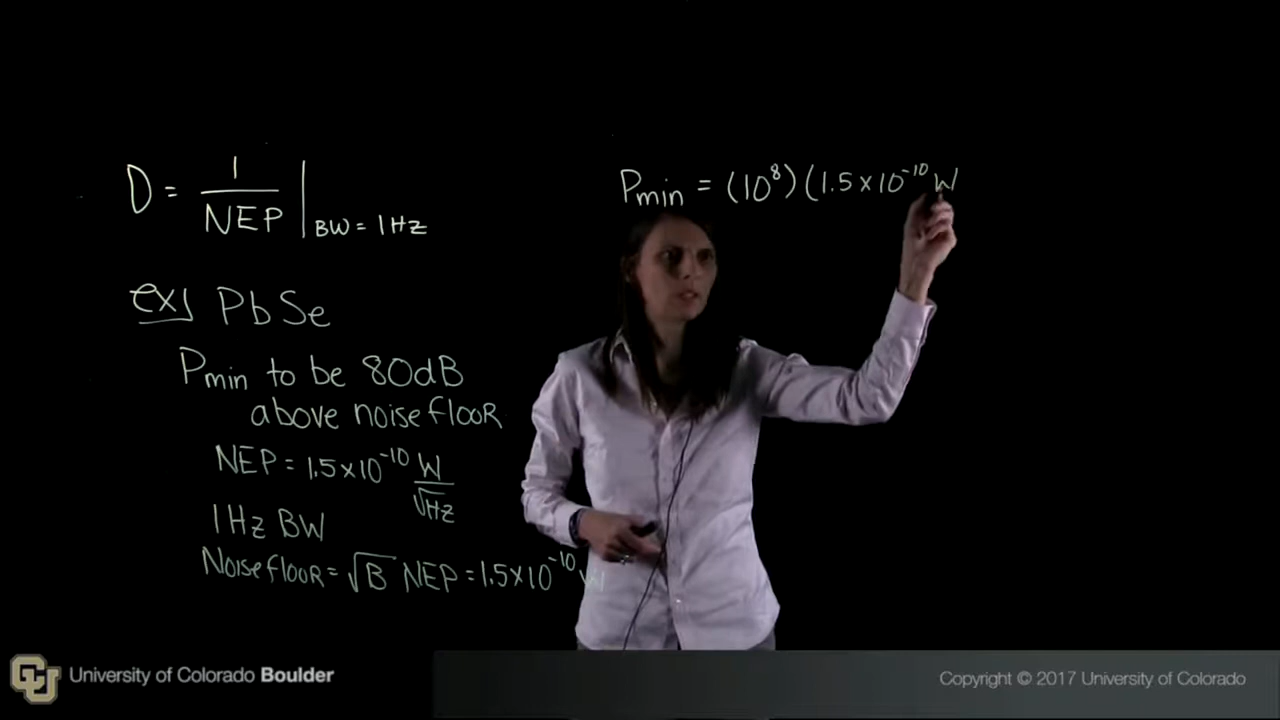 D = 1/NEP | BW = 1Hz
ex) PbSe
Pmin to be 80dB
above noise floor
NEP = 1.5 x 10^-10 W/√Hz
1Hz BW
Noise floor = √B NEP = 1.5 x 10^-10 W
Pmin = (10^8) (1.5 x 10^-10 W
CU University of Colorado Boulder
Copyright © 2017 University of Colorado